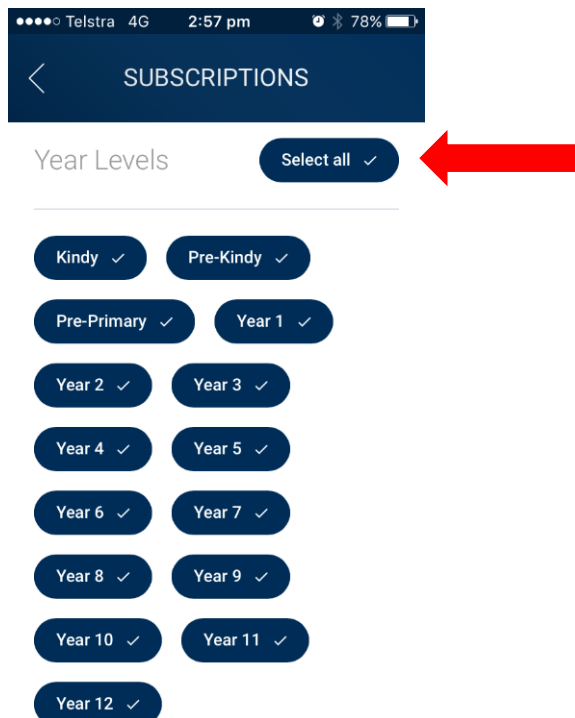 Telstra 4G 2:57 pm 78%
SUBSCRIPTIONS
Year Levels Select all
Kindy Pre-Kindy
Pre-Primary Year 1
Year 2 Year 3
Year 4 Year 5
Year 6 Year 7
Year 8 Year 9
Year 10 Year 11
Year 12